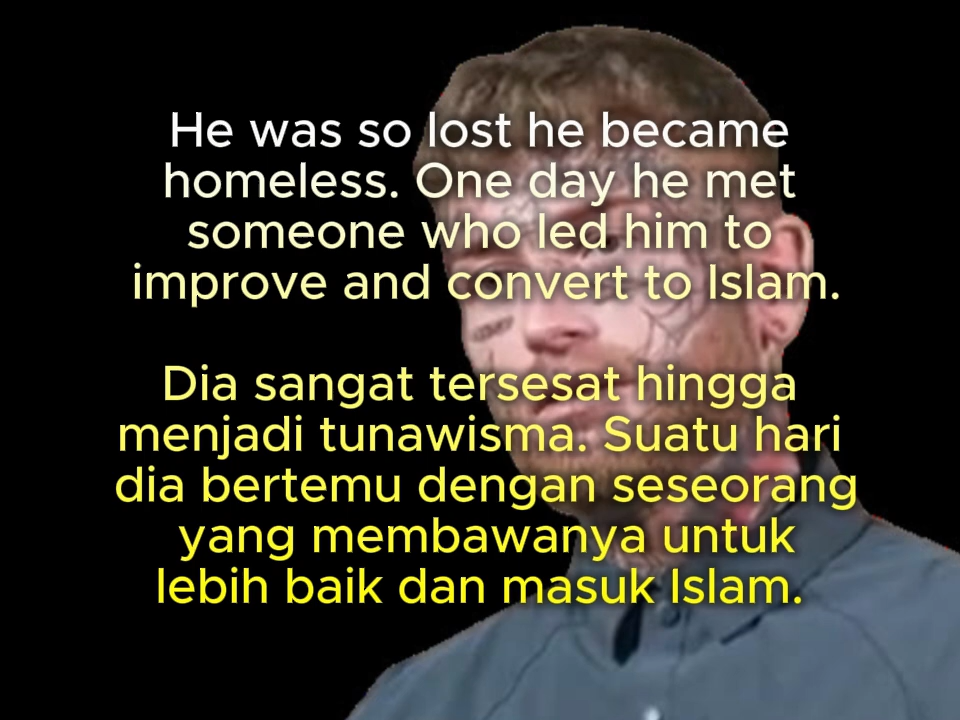 He was so lost he became
homeless. One day he met
someone who led him to
improve and convert to Islam.
Dia sangat tersesat hingga
menjadi tunawisma. Suatu hari
dia bertemu dengan seseorang
yang membawanya untuk
lebih baik dan masuk Islam.